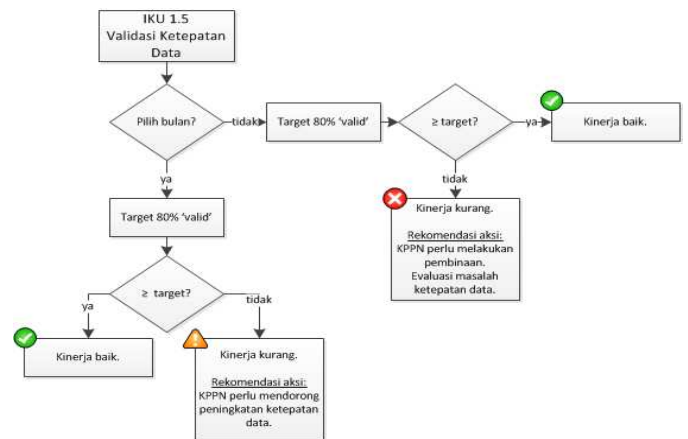 IKU 1.5
Validasi Ketepatan
Data
Pilih bulan?
tidak
Target 80% 'valid'
≥ target?
ya
Kinerja baik.
tidak
Kinerja kurang.
Rekomendasi aksi:
KPPN perlu melakukan
pembinaan.
Evaluasi masalah
ketepatan data.
ya
Target 80% 'valid'
≥ target?
ya
Kinerja baik.
tidak
Kinerja kurang.
Rekomendasi aksi:
KPPN perlu mendorong
peningkatan ketepatan
data.